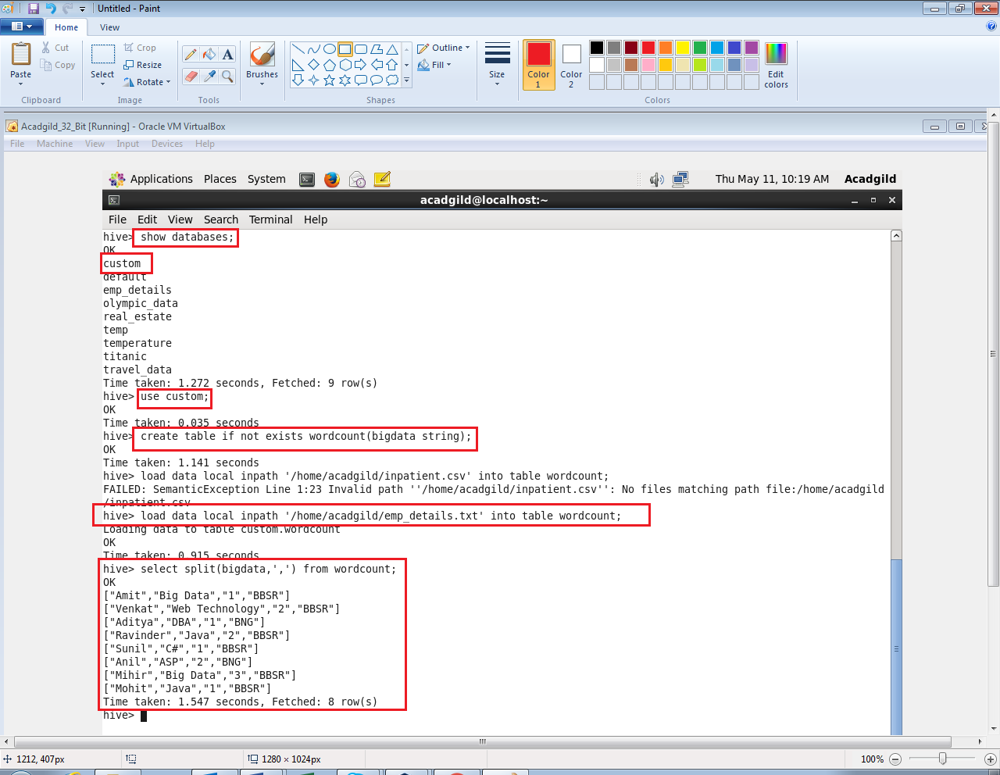 Untitled - Paint
Home
View
Paste
Cut
Copy
Clipboard
Select
Crop
Resize
Rotate
Image
A
Tools
Brushes
Outline
Fill
Shapes
Size
Color 1
Color 2
Edit colors
Colors
Acadgild_32_Bit [Running] - Oracle VM VirtualBox
File Machine View Input Devices Help
Applications Places System
Thu May 11, 10:19 AM Acadgild
acadgild@localhost:~
File Edit View Search Terminal Help
hive> show databases;
OK
custom
default
emp_details
olympic_data
real_estate
temp
temperature
titanic
travel_data
Time taken: 1.272 seconds, Fetched: 9 row(s)
hive> use custom;
OK
Time taken: 0.035 seconds
hive> create table if not exists wordcount(bigdata string);
OK
Time taken: 1.141 seconds
hive> load data local inpath '/home/acadgild/inpatient.csv' into table wordcount;
FAILED: SemanticException Line 1:23 Invalid path ''/home/acadgild/inpatient.csv'': No files matching path file:/home/acadgild
/inpatient.csv
hive> load data local inpath '/home/acadgild/emp_details.txt' into table wordcount;
Loading data to table custom.wordcount
OK
Time taken: 0.915 seconds
hive> select split(bigdata,',') from wordcount;
OK
["Amit","Big Data","1","BBSR"]
["Venkat","Web Technology","2","BBSR"]
["Aditya","DBA","1","BNG"]
["Ravinder","Java","2","BBSR"]
["Sunil","C#","1","BBSR"]
["Anil","ASP","2","BNG"]
["Mihir","Big Data","3","BBSR"]
["Mohit","Java","1","BBSR"]
Time taken: 1.547 seconds, Fetched: 8 row(s)
hive>
1212, 407px
1280 × 1024px
100%